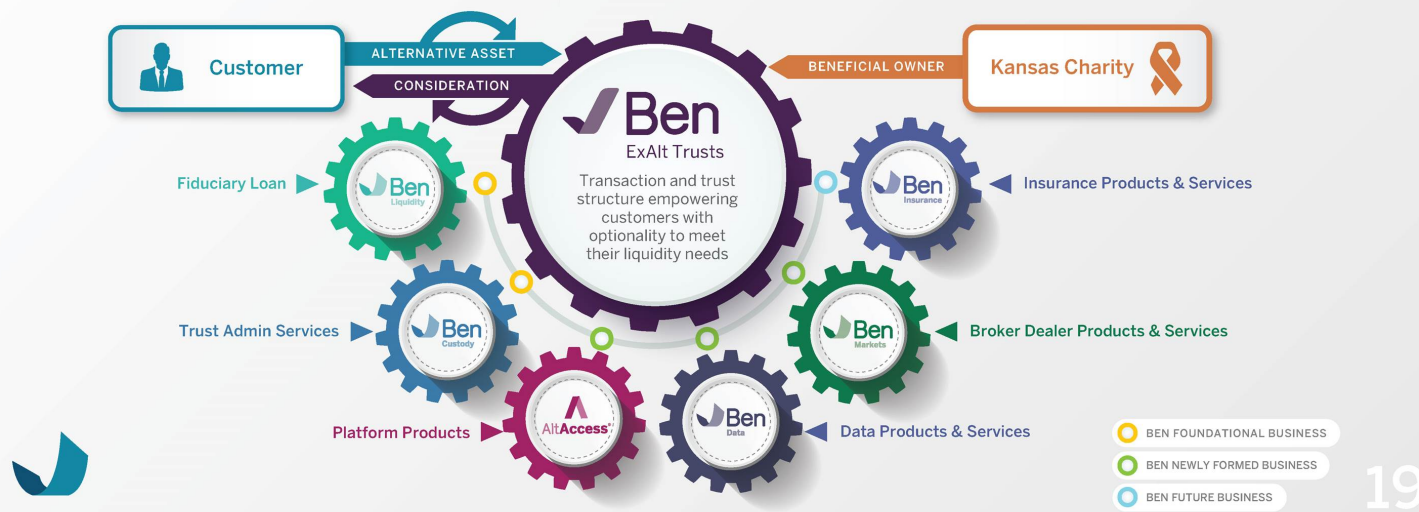 Customer
ALTERNATIVE ASSET
CONSIDERATION
Ben
ExAlt Trusts
Transaction and trust
structure empowering
customers with
optionality to meet
their liquidity needs
BENEFICIAL OWNER
Kansas Charity
Fiduciary Loan
Ben
Liquidity
Ben
Insurance
Insurance Products & Services
Trust Admin Services
Ben
Custody
Ben
Markets
Broker Dealer Products & Services
Platform Products
AltAccess®
Ben
Data
Data Products & Services
BEN FOUNDATIONAL BUSINESS
BEN NEWLY FORMED BUSINESS
BEN FUTURE BUSINESS
19